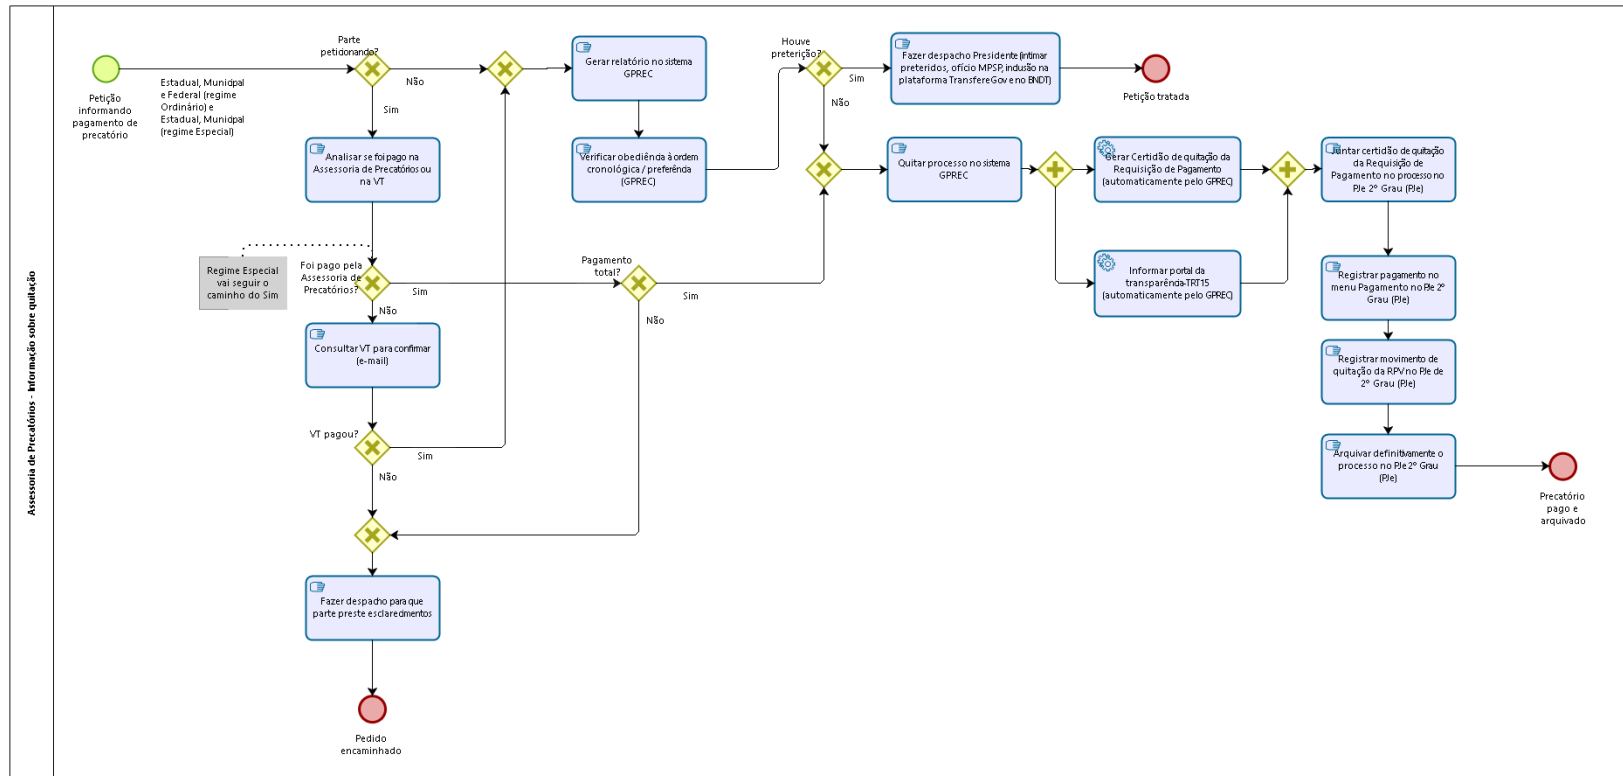 Assessoria de Precatórios - Informação sobre quitação
Petição
informando
pagamento de
precatório
Estadual, Municipal
e Federal (regime
Ordinário) e
Estadual, Municipal
(regime Especial)
Parte
peticionando?
Não
Sim
Analisar se foi pago na
Assessoria de Precatórios ou
na VT
Regime Especial
vai seguir o
caminho do Sim
Foi pago pela
Assessoria de
Precatórios?
Sim
Não
Consultar VT para confirmar
(e-mail)
VT pagou?
Sim
Não
Fazer despacho para que
parte preste esclarecimentos
Pedido
encaminhado
Gerar relatório no sistema
GPREC
Verificar obediência à ordem
cronológica / preferência
(GPREC)
Pagamento
total?
Sim
Não
Houve
preterição?
Sim
Não
Fazer despacho Presidente (intimar
preteridos, ofício MPSP, inclusão na
plataforma TransfereGov e no BNDT)
Petição tratada
Quitar processo no sistema
GPREC
Gerar Certidão de quitação da
Requisição de Pagamento
(automaticamente pelo GPREC)
Informar portal da
transparência-TRT15
(automaticamente pelo GPREC)
Juntar certidão de quitação
da Requisição de
Pagamento no processo no
PJe 2º Grau (PJe)
Registrar pagamento no
menu Pagamento no PJe 2º
Grau (PJe)
Registrar movimento de
quitação da RPV no PJe de
2º Grau (PJe)
Arquivar definitivamente o
processo no PJe 2º Grau
(PJe)
Precatório
pago e
arquivado